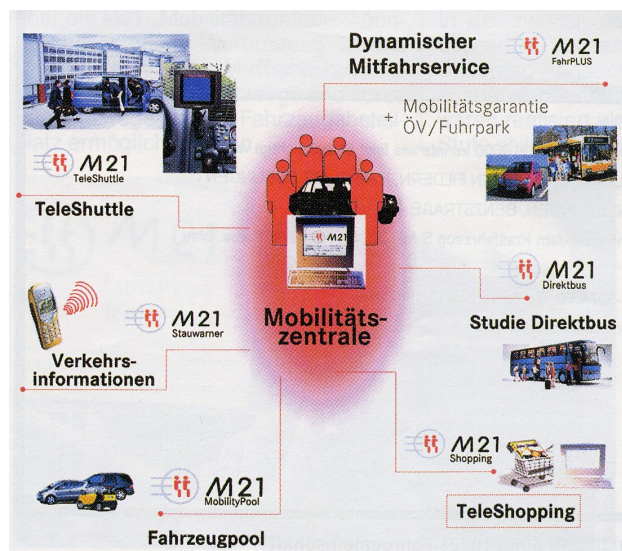 Dynamischer
Mitfahrservice
M21
FahrPLUS
+ Mobilitätsgarantie
ÖV/Fuhrpark
M21
TeleShuttle
TeleShuttle
M21
Mobilitäts-
zentrale
M21
Direktbus
Studie Direktbus
M21
Stauwarner
Verkehrs-
informationen
M21
Shopping
TeleShopping
M21
MobilityPool
Fahrzeugpool